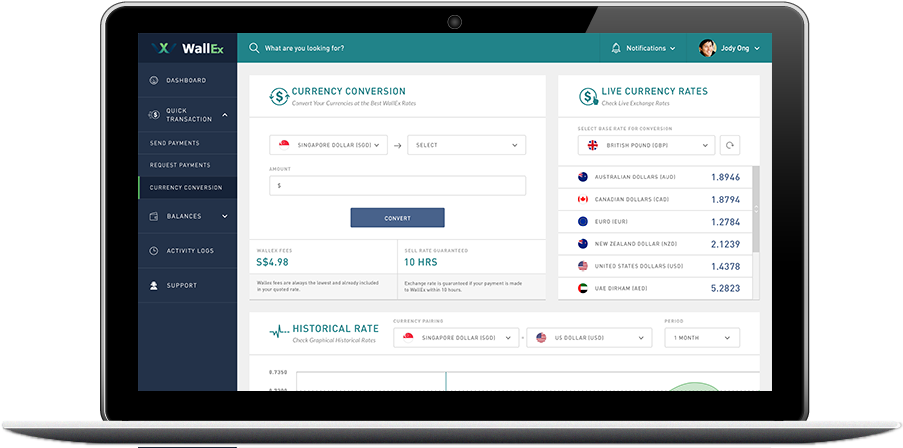 WallEx
What are you looking for?
Notifications
Jody Ong
DASHBOARD
QUICK
TRANSACTION
SEND PAYMENTS
REQUEST PAYMENTS
CURRENCY CONVERSION
BALANCES
ACTIVITY LOGS
SUPPORT
CURRENCY CONVERSION
Convert Your Currencies at the Best WallEx Rates
SINGAPORE DOLLAR (SGD)
SELECT
AMOUNT
$
CONVERT
WALLEX FEES
S$4.98
Wallex fees are always the lowest and already included
in your quoted rate.
SELL RATE GUARANTEED
10 HRS
Exchange rate is guaranteed if your payment is made
to WallEx within 10 hours.
LIVE CURRENCY RATES
Check Live Exchange Rates
SELECT BASE RATE FOR CONVERSION
BRITISH POUND (GBP)
AUSTRALIAN DOLLARS (AUD) 1.8946
CANADIAN DOLLARS (CAD) 1.8794
EURO (EUR) 1.2784
NEW ZEALAND DOLLAR (NZD) 2.1239
UNITED STATES DOLLARS (USD) 1.4378
UAE DIRHAM (AED) 5.2823
HISTORICAL RATE
Check Graphical Historical Rates
CURRENCY PAIRING
SINGAPORE DOLLAR (SGD)
US DOLLAR (USD)
PERIOD
1 MONTH